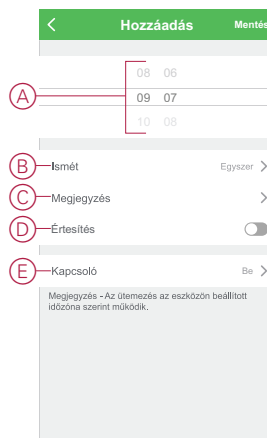 Hozzáadás Mentés
08 06
A
09 07
10 08
B Ismét Egyszer
C Megjegyzés
D Értesítés
E Kapcsoló Be
Megjegyzés - Az ütemezés az eszközön beállított
időzóna szerint működik.